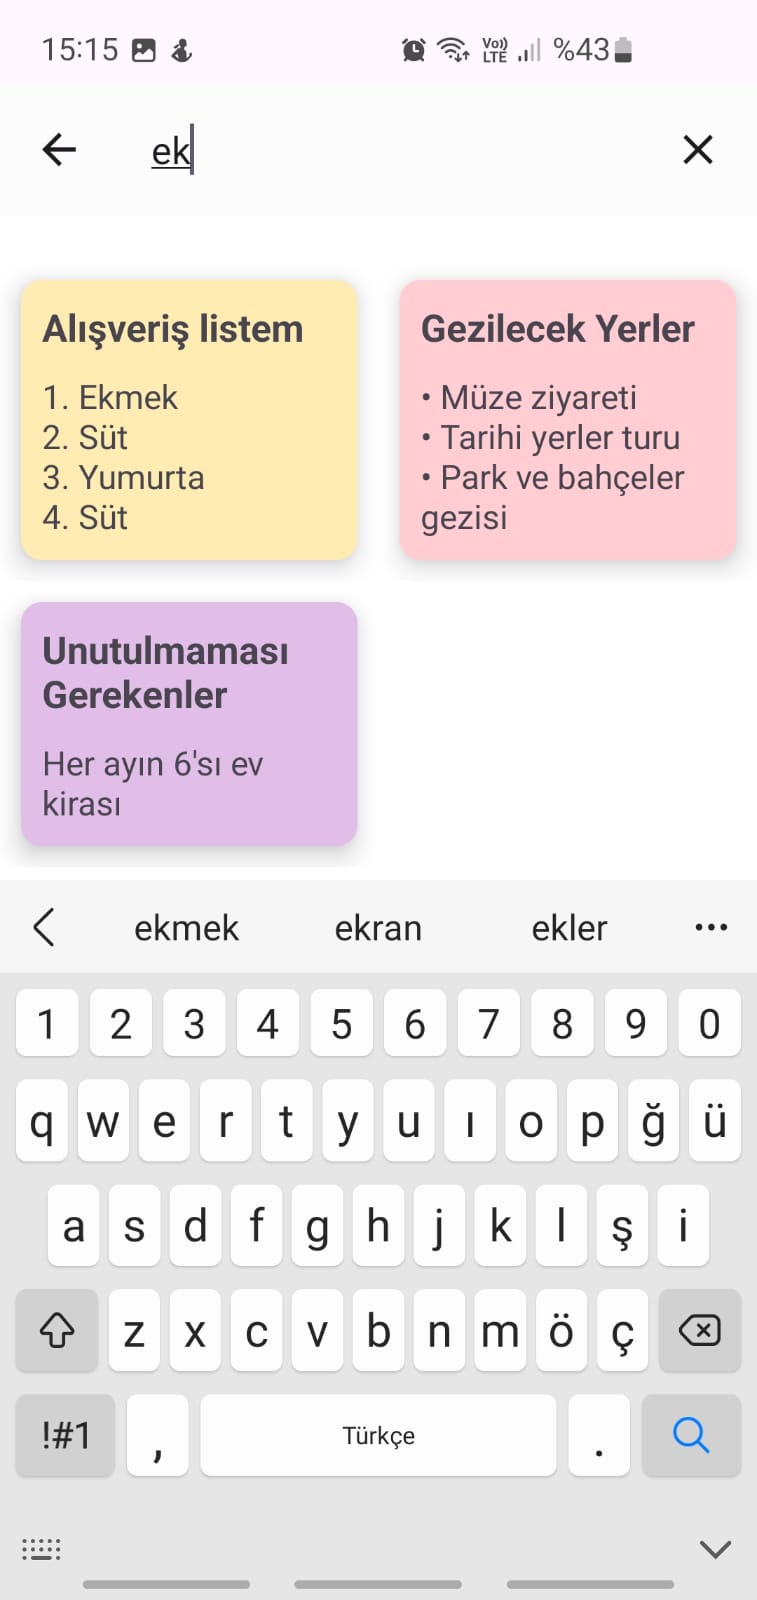 15:15 Vo)) LTE %43
ek
Alışveriş listem
1. Ekmek
2. Süt
3. Yumurta
4. Süt
Gezilecek Yerler
• Müze ziyareti
• Tarihi yerler turu
• Park ve bahçeler
gezisi
Unutulmaması
Gerekenler
Her ayın 6'sı ev
kirası
ekmek ekran ekler
1 2 3 4 5 6 7 8 9 0
q w e r t y u ı o p ğ ü
a s d f g h j k l ş i
z x c v b n m ö ç
!#1 , Türkçe .